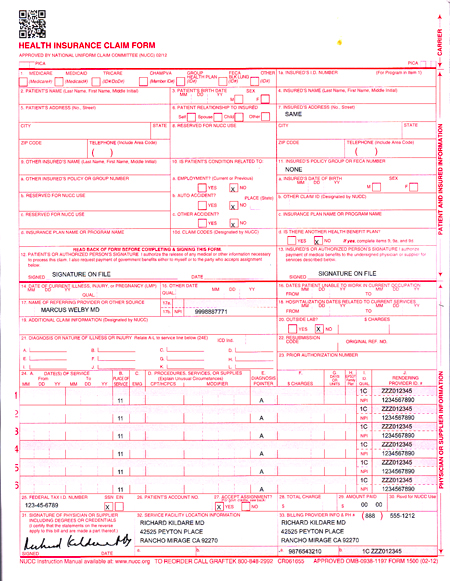 HEALTH INSURANCE CLAIM FORM
APPROVED BY NATIONAL UNIFORM CLAIM COMMITTEE (NUCC) 02/12
PICA PICA
1. MEDICARE MEDICAID TRICARE CHAMPVA GROUP HEALTH PLAN FECA BLK LUNG OTHER 1a. INSURED'S I.D. NUMBER (For Program in Item 1)
2. PATIENT'S NAME (Last Name, First Name, Middle Initial) 3. PATIENT'S BIRTH DATE SEX 4. INSURED'S NAME (Last Name, First Name, Middle Initial)
MM DD YY M F
5. PATIENT'S ADDRESS (No., Street) 6. PATIENT RELATIONSHIP TO INSURED 7. INSURED'S ADDRESS (No., Street)
Self Spouse Child Other SAME
CITY STATE 8. RESERVED FOR NUCC USE CITY STATE
ZIP CODE TELEPHONE (Include Area Code) ZIP CODE TELEPHONE (Include Area Code)
( ) ( )
9. OTHER INSURED'S NAME (Last Name, First Name, Middle Initial) 10. IS PATIENT'S CONDITION RELATED TO: 11. INSURED'S POLICY GROUP OR FECA NUMBER
NONE
a. OTHER INSURED'S POLICY OR GROUP NUMBER a. EMPLOYMENT? (Current or Previous) a. INSURED'S DATE OF BIRTH SEX
YES X NO MM DD YY M F
b. RESERVED FOR NUCC USE b. AUTO ACCIDENT? PLACE (State) b. OTHER CLAIM ID (Designated by NUCC)
YES X NO
c. RESERVED FOR NUCC USE c. OTHER ACCIDENT? c. INSURANCE PLAN NAME OR PROGRAM NAME
YES X NO
d. INSURANCE PLAN NAME OR PROGRAM NAME 10d. CLAIM CODES (Designated by NUCC) d. IS THERE ANOTHER HEALTH BENEFIT PLAN?
YES X NO If yes, complete items 9, 9a, and 9d.
READ BACK OF FORM BEFORE COMPLETING & SIGNING THIS FORM.
12. PATIENT'S OR AUTHORIZED PERSON'S SIGNATURE I authorize the release of any medical or other information necessary to process this claim. I also request payment of government benefits either to myself or to the party who accepts assignment below.
13. INSURED'S OR AUTHORIZED PERSON'S SIGNATURE I authorize payment of medical benefits to the undersigned physician or supplier for services described below.
SIGNED SIGNATURE ON FILE DATE SIGNED SIGNATURE ON FILE
14. DATE OF CURRENT ILLNESS, INJURY, or PREGNANCY (LMP) 15. OTHER DATE 16. DATES PATIENT UNABLE TO WORK IN CURRENT OCCUPATION
MM DD YY QUAL. QUAL. MM DD YY FROM TO
17. NAME OF REFERRING PROVIDER OR OTHER SOURCE 17a. 18. HOSPITALIZATION DATES RELATED TO CURRENT SERVICES
MARCUS WELBY MD 17b. NPI 9998887771 FROM TO
19. ADDITIONAL CLAIM INFORMATION (Designated by NUCC) 20. OUTSIDE LAB? $ CHARGES
YES X NO
21. DIAGNOSIS OR NATURE OF ILLNESS OR INJURY Relate A-L to service line below (24E) ICD Ind. 22. RESUBMISSION CODE ORIGINAL REF. NO.
A. B. C. D.
E. F. G. H. 23. PRIOR AUTHORIZATION NUMBER
I. J. K. L.
24. A. DATE(S) OF SERVICE B. PLACE OF SERVICE C. EMG D. PROCEDURES, SERVICES, OR SUPPLIES E. DIAGNOSIS POINTER F. $ CHARGES G. DAYS OR UNITS H. I. ID. QUAL. J. RENDERING PROVIDER ID. #
From To (Explain Unusual Circumstances)
MM DD YY MM DD YY CPT/HCPCS MODIFIER
1C ZZZ012345
1 11 A NPI 1234567890
1C ZZZ012345
2 11 A NPI 1234567890
1C ZZZ012345
3 11 A NPI 1234567890
1C ZZZ012345
4 11 A NPI 1234567890
1C ZZZ012345
5 11 A NPI 1234567890
1C ZZZ012345
6 11 A NPI 1234567890
25. FEDERAL TAX I.D. NUMBER SSN EIN 26. PATIENT'S ACCOUNT NO. 27. ACCEPT ASSIGNMENT? 28. TOTAL CHARGE 29. AMOUNT PAID 30. Rsvd for NUCC Use
123-45-6789 X X YES NO $ $ 00 00
31. SIGNATURE OF PHYSICIAN OR SUPPLIER INCLUDING DEGREES OR CREDENTIALS (I certify that the statements on the reverse apply to this bill and are made a part thereof.)
32. SERVICE FACILITY LOCATION INFORMATION 33. BILLING PROVIDER INFO & PH # (888) 555-1212
RICHARD KILDARE MD RICHARD KILDARE MD
42525 PEYTON PLACE 42525 PEYTON PLACE
RANCHO MIRAGE CA 92270 RANCHO MIRAGE CA 92270
Richard Kildare MD
SIGNED DATE a. b. a. 9876543210 b. 1C ZZZ012345
NUCC Instruction Manual available at: www.nucc.org TO REORDER CALL GRAFTEK 800-848-2992 CR061655 APPROVED OMB-0938-1197 FORM 1500 (02-12)
CARRIER
PATIENT AND INSURED INFORMATION
PHYSICIAN OR SUPPLIER INFORMATION